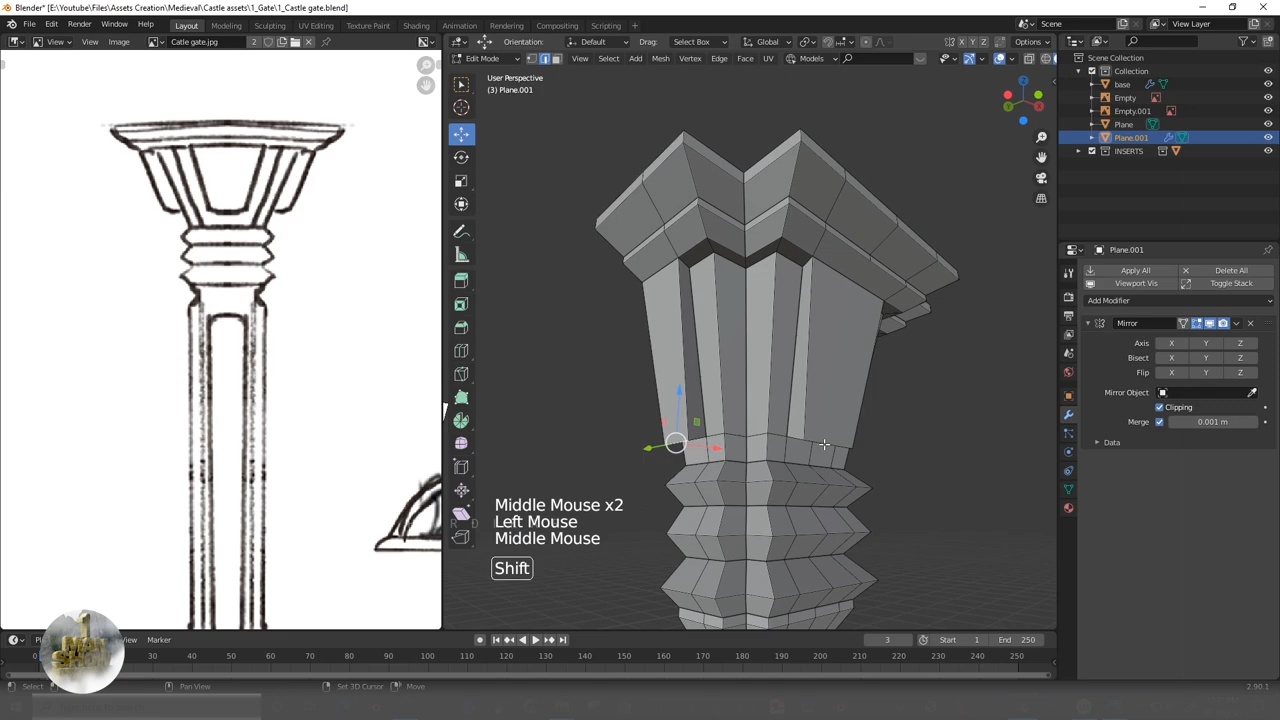 Blender* [E:\Youtube\Files\Assets Creation\Medieval\Castle assets\1_Gate\1_Castle gate.blend]
File Edit Render Window Help Layout Modeling Sculpting UV Editing Texture Paint Shading Animation Rendering Compositing Scripting + Scene View Layer
View View Image Catle gate.jpg 2 Orientation: Default Drag: Select Box Global X Y Z Options
Edit Mode View Select Add Mesh Vertex Edge Face UV Models
User Perspective
(3) Plane.001
Z
X
Y
Scene Collection
Collection
base
Empty
Empty.001
Plane
Plane.001
INSERTS
Plane.001
Apply All Delete All
Viewport Vis Toggle Stack
Add Modifier
Mirror
Axis X Y Z
Bisect X Y Z
Flip X Y Z
Mirror Object
Clipping
Merge 0.001 m
Data
Middle Mouse x2
Left Mouse
Middle Mouse
Shift
View Marker 3 Start 1 End 250
0 30 40 50 60 70 80 90 100 110 120 130 140 150 160 170 180 190 200 210 220 230 240 250
Select Pan View Set 3D Cursor Move 2.90.1